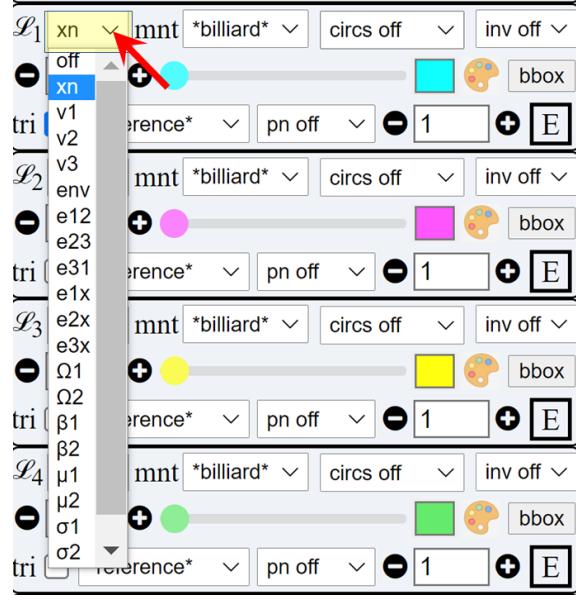 ℒ1 xn mnt *billiard* circs off inv off
off
xn
bbox
v1
tri erence* pn off 1 E
v2
v3
ℒ2 mnt *billiard* circs off inv off
env
e12
bbox
e23
e31
tri erence* pn off 1 E
e1x
e2x
ℒ3 mnt *billiard* circs off inv off
e3x
Ω1
bbox
Ω2
β1
tri erence* pn off 1 E
β2
ℒ4 mnt *billiard* circs off inv off
μ1
μ2
bbox
σ1
σ2
tri reference* pn off 1 E